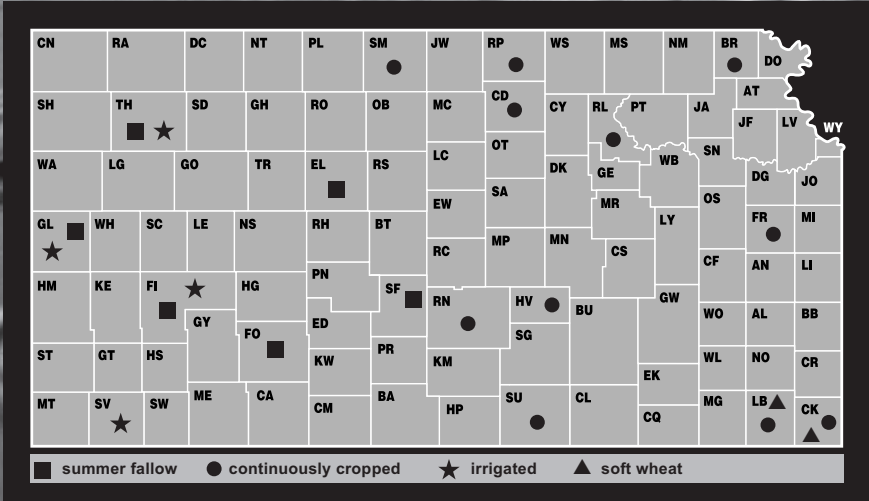 CN RA DC NT PL SM JW RP WS MS NM BR DO
SH TH SD GH RO OB MC CD CY RL PT JA AT
JF LV WY
WA LG GO TR EL RS LC OT DK GE WB SN
DG JO
GL WH SC LE NS RH BT EW SA MR LY OS FR MI
HM KE FI HG PN SF RC MP MN CS CF AN LI
RN HV BU GW WO AL BB
GY FO ED SG
ST GT HS KW PR KM EK WL NO CR
MT SV SW ME CA CM BA HP SU CL CQ MG LB CK
summer fallow continuously cropped irrigated soft wheat